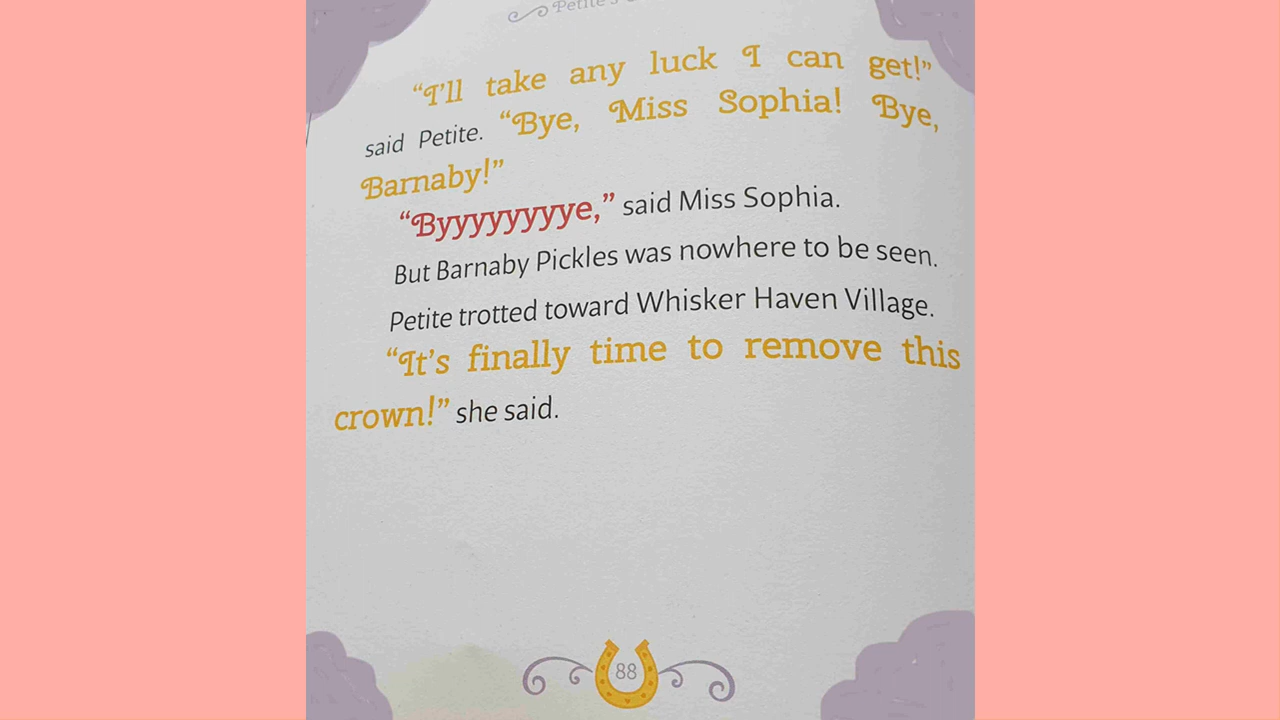 Petite's
“I’ll take any luck I can get!”
said Petite. “Bye, Miss Sophia! Bye,
Barnaby!”
“Byyyyyyyye,” said Miss Sophia.
But Barnaby Pickles was nowhere to be seen.
Petite trotted toward Whisker Haven Village.
“It’s finally time to remove this
crown!” she said.
88